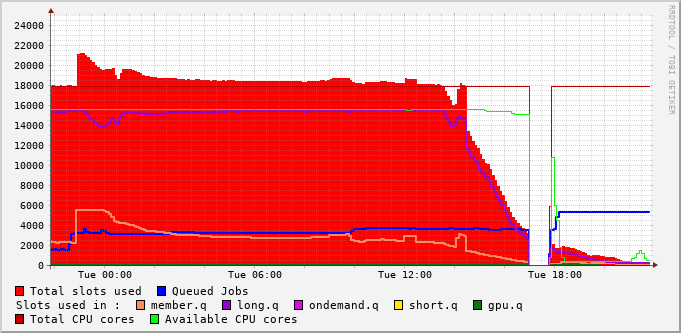 24000
22000
20000
18000
16000
14000
12000
10000
8000
6000
4000
2000
0
Tue 00:00 Tue 06:00 Tue 12:00 Tue 18:00
RRDTOOL / TOBI OETIKER
Total slots used Queued Jobs
Slots used in : member.q long.q ondemand.q short.q gpu.q
Total CPU cores Available CPU cores